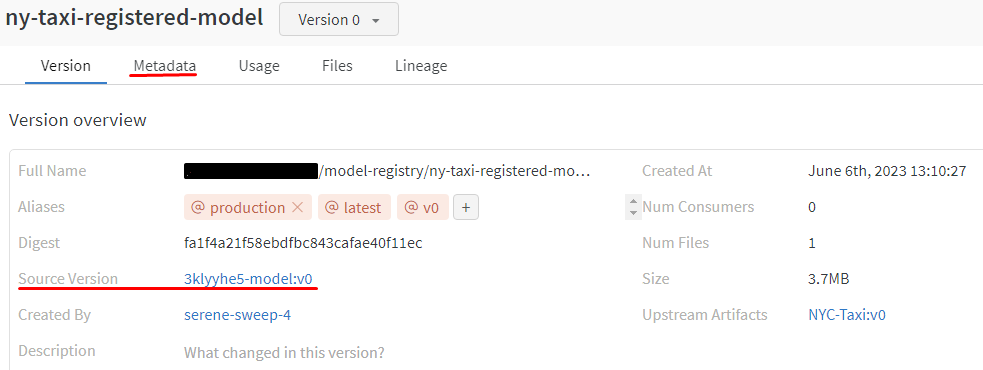 ny-taxi-registered-model Version 0
Version Metadata Usage Files Lineage
Version overview
Full Name /model-registry/ny-taxi-registered-mo... Created At June 6th, 2023 13:10:27
Aliases @ production × @ latest @ v0 + Num Consumers 0
Digest fa1f4a21f58ebdfbc843cafae40f11ec Num Files 1
Source Version 3klyyhe5-model:v0 Size 3.7MB
Created By serene-sweep-4 Upstream Artifacts NYC-Taxi:v0
Description What changed in this version?